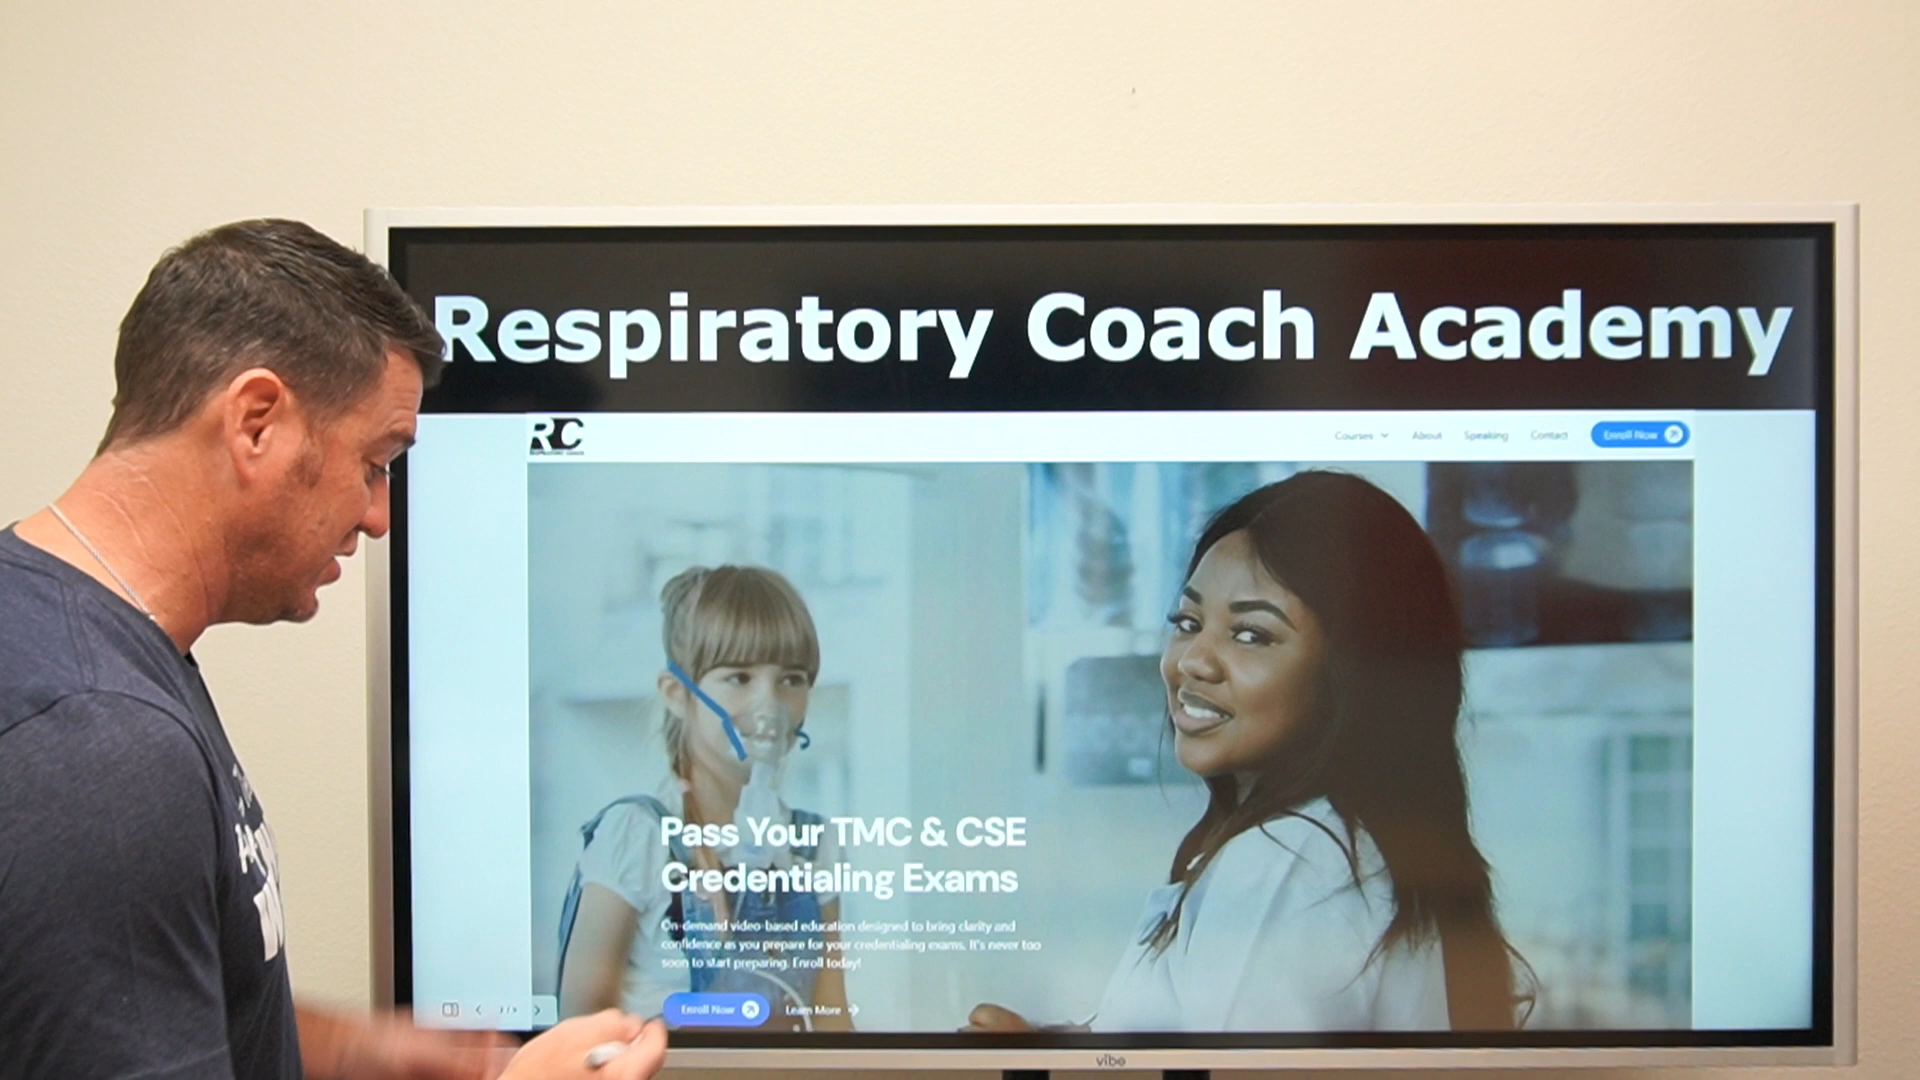 Respiratory Coach Academy
RC
Courses About Speaking Contact Enroll Now
Pass Your TMC & CSE
Credentialing Exams
On-demand video-based education designed to bring clarity and
confidence as you prepare for your credentialing exams. It's never too
soon to start preparing. Enroll today!
Enroll Now Learn More
vibe